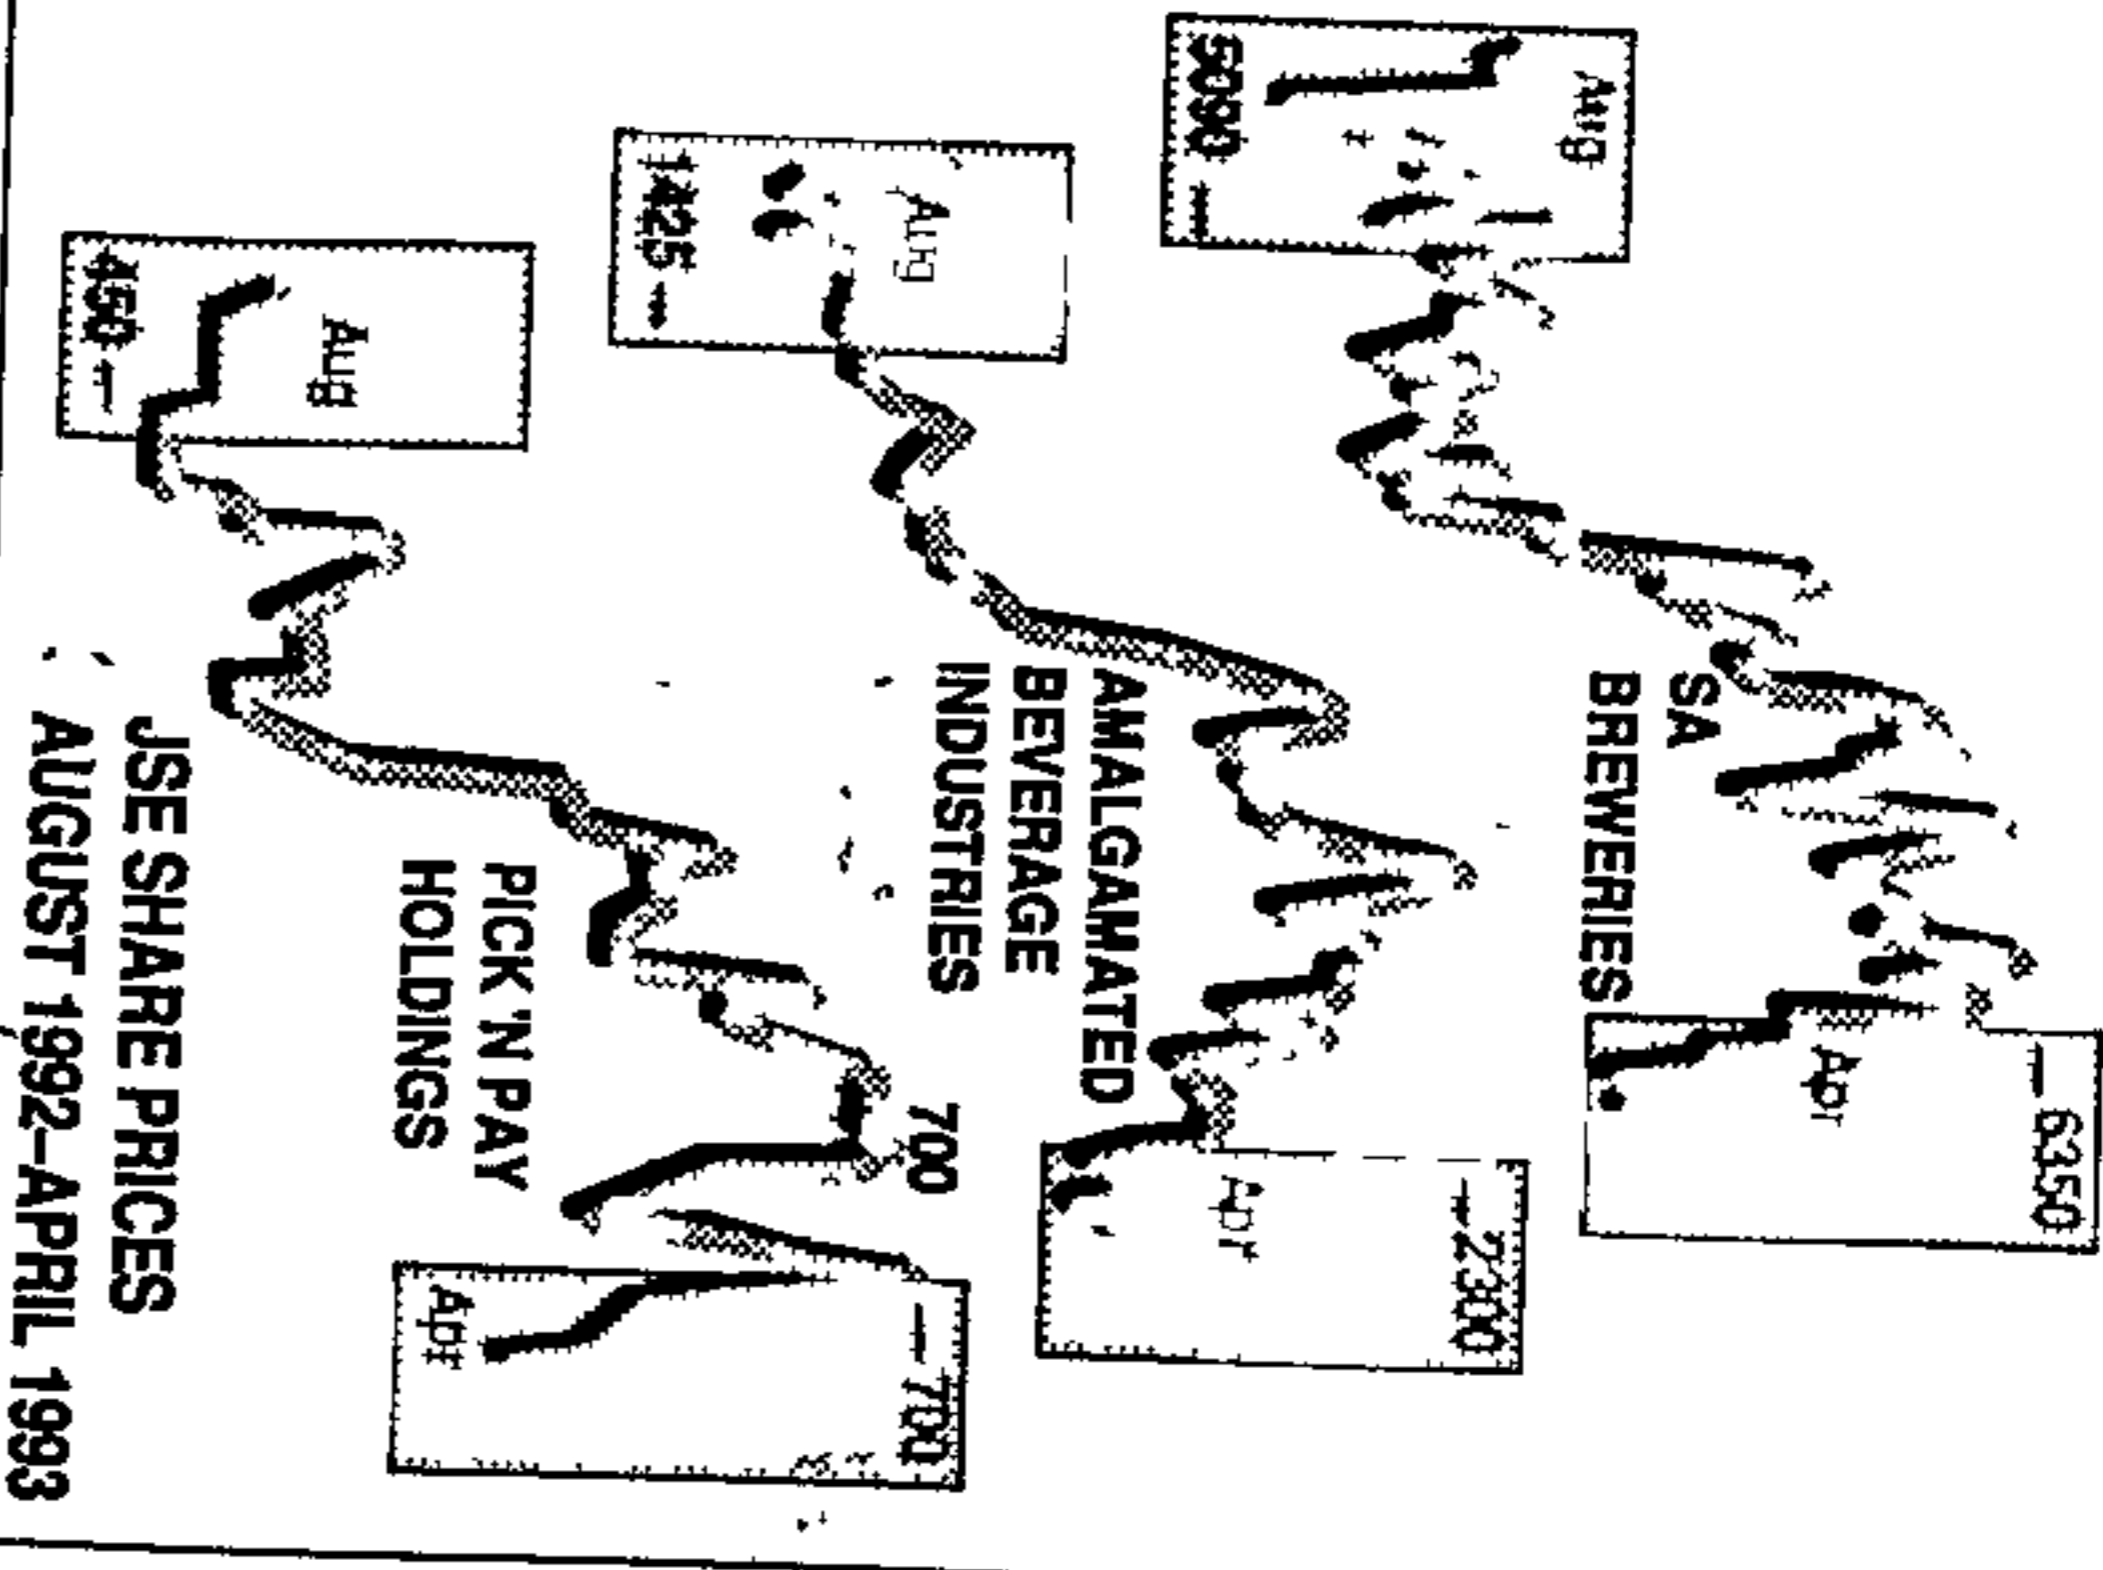 6350
Aug
SA
BREWERIES
Apr
2300
Aug
AMALGAMATED
BEVERAGE
INDUSTRIES
Apr
1425
700
700
Aug
PICK 'N PAY
HOLDINGS
Apr
450
JSE SHARE PRICES
AUGUST 1992–APRIL 1993